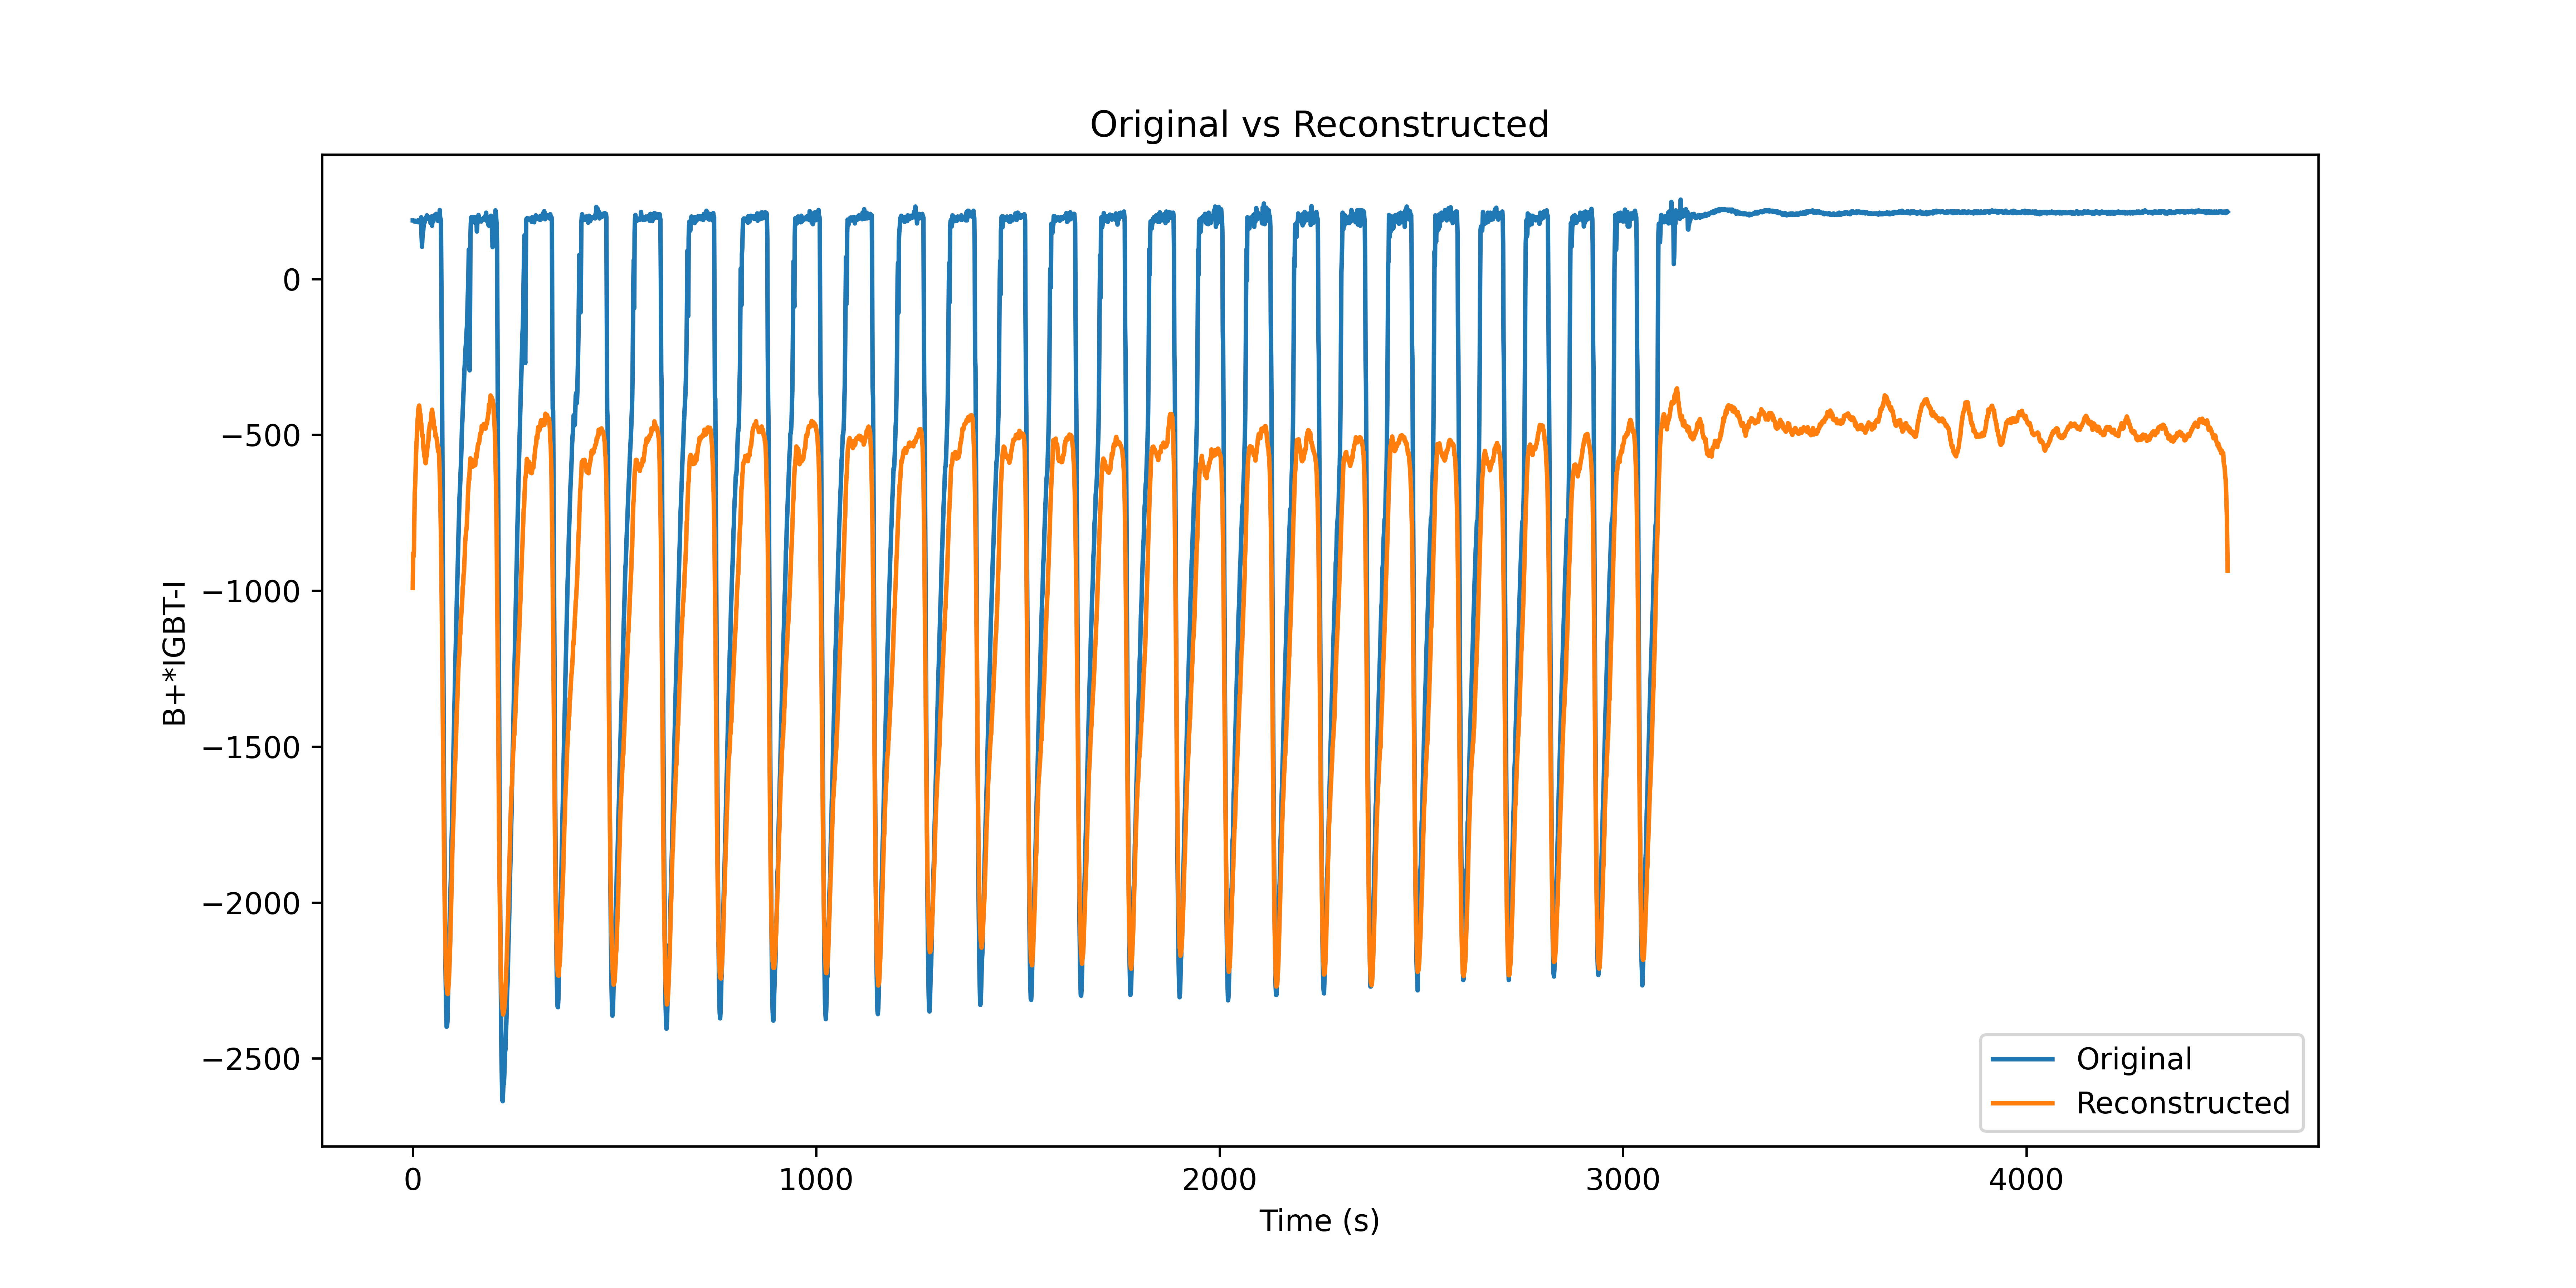 Original vs Reconstructed
B+*IGBT-I
0
−500
−1000
−1500
−2000
−2500
Original
Reconstructed
0 1000 2000 3000 4000
Time (s)